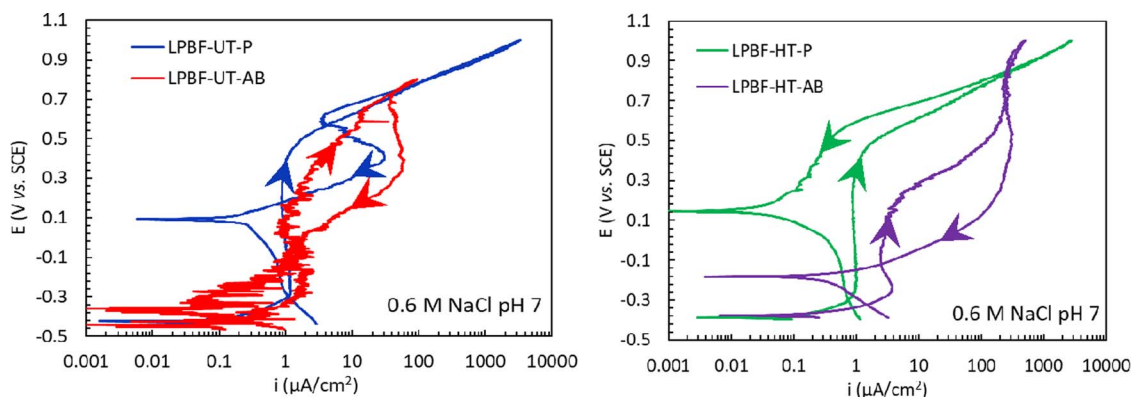 1.1
0.9
0.7
0.5
0.3
0.1
-0.1
-0.3
-0.5
E (V vs. SCE)
LPBF-UT-P
LPBF-UT-AB
0.6 M NaCl pH 7
0.001 0.01 0.1 1 10 100 1000 10000
i (µA/cm²)
1.1
0.9
0.7
0.5
0.3
0.1
-0.1
-0.3
-0.5
E (V vs. SCE)
LPBF-HT-P
LPBF-HT-AB
0.6 M NaCl pH 7
0.001 0.01 0.1 1 10 100 1000 10000
i (µA/cm²)